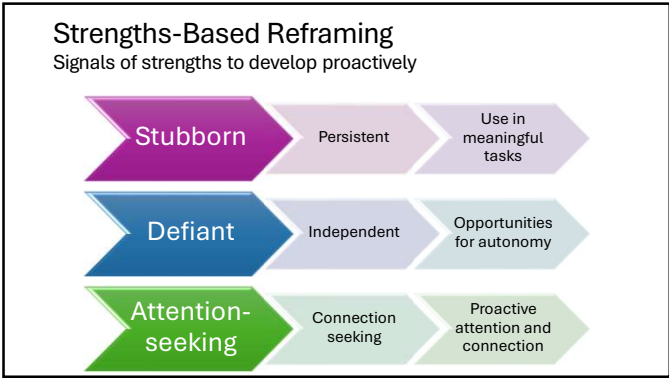 Strengths-Based Reframing
Signals of strengths to develop proactively
Stubborn
Persistent
Use in
meaningful
tasks
Defiant
Independent
Opportunities
for autonomy
Attention-
seeking
Connection
seeking
Proactive
attention and
connection